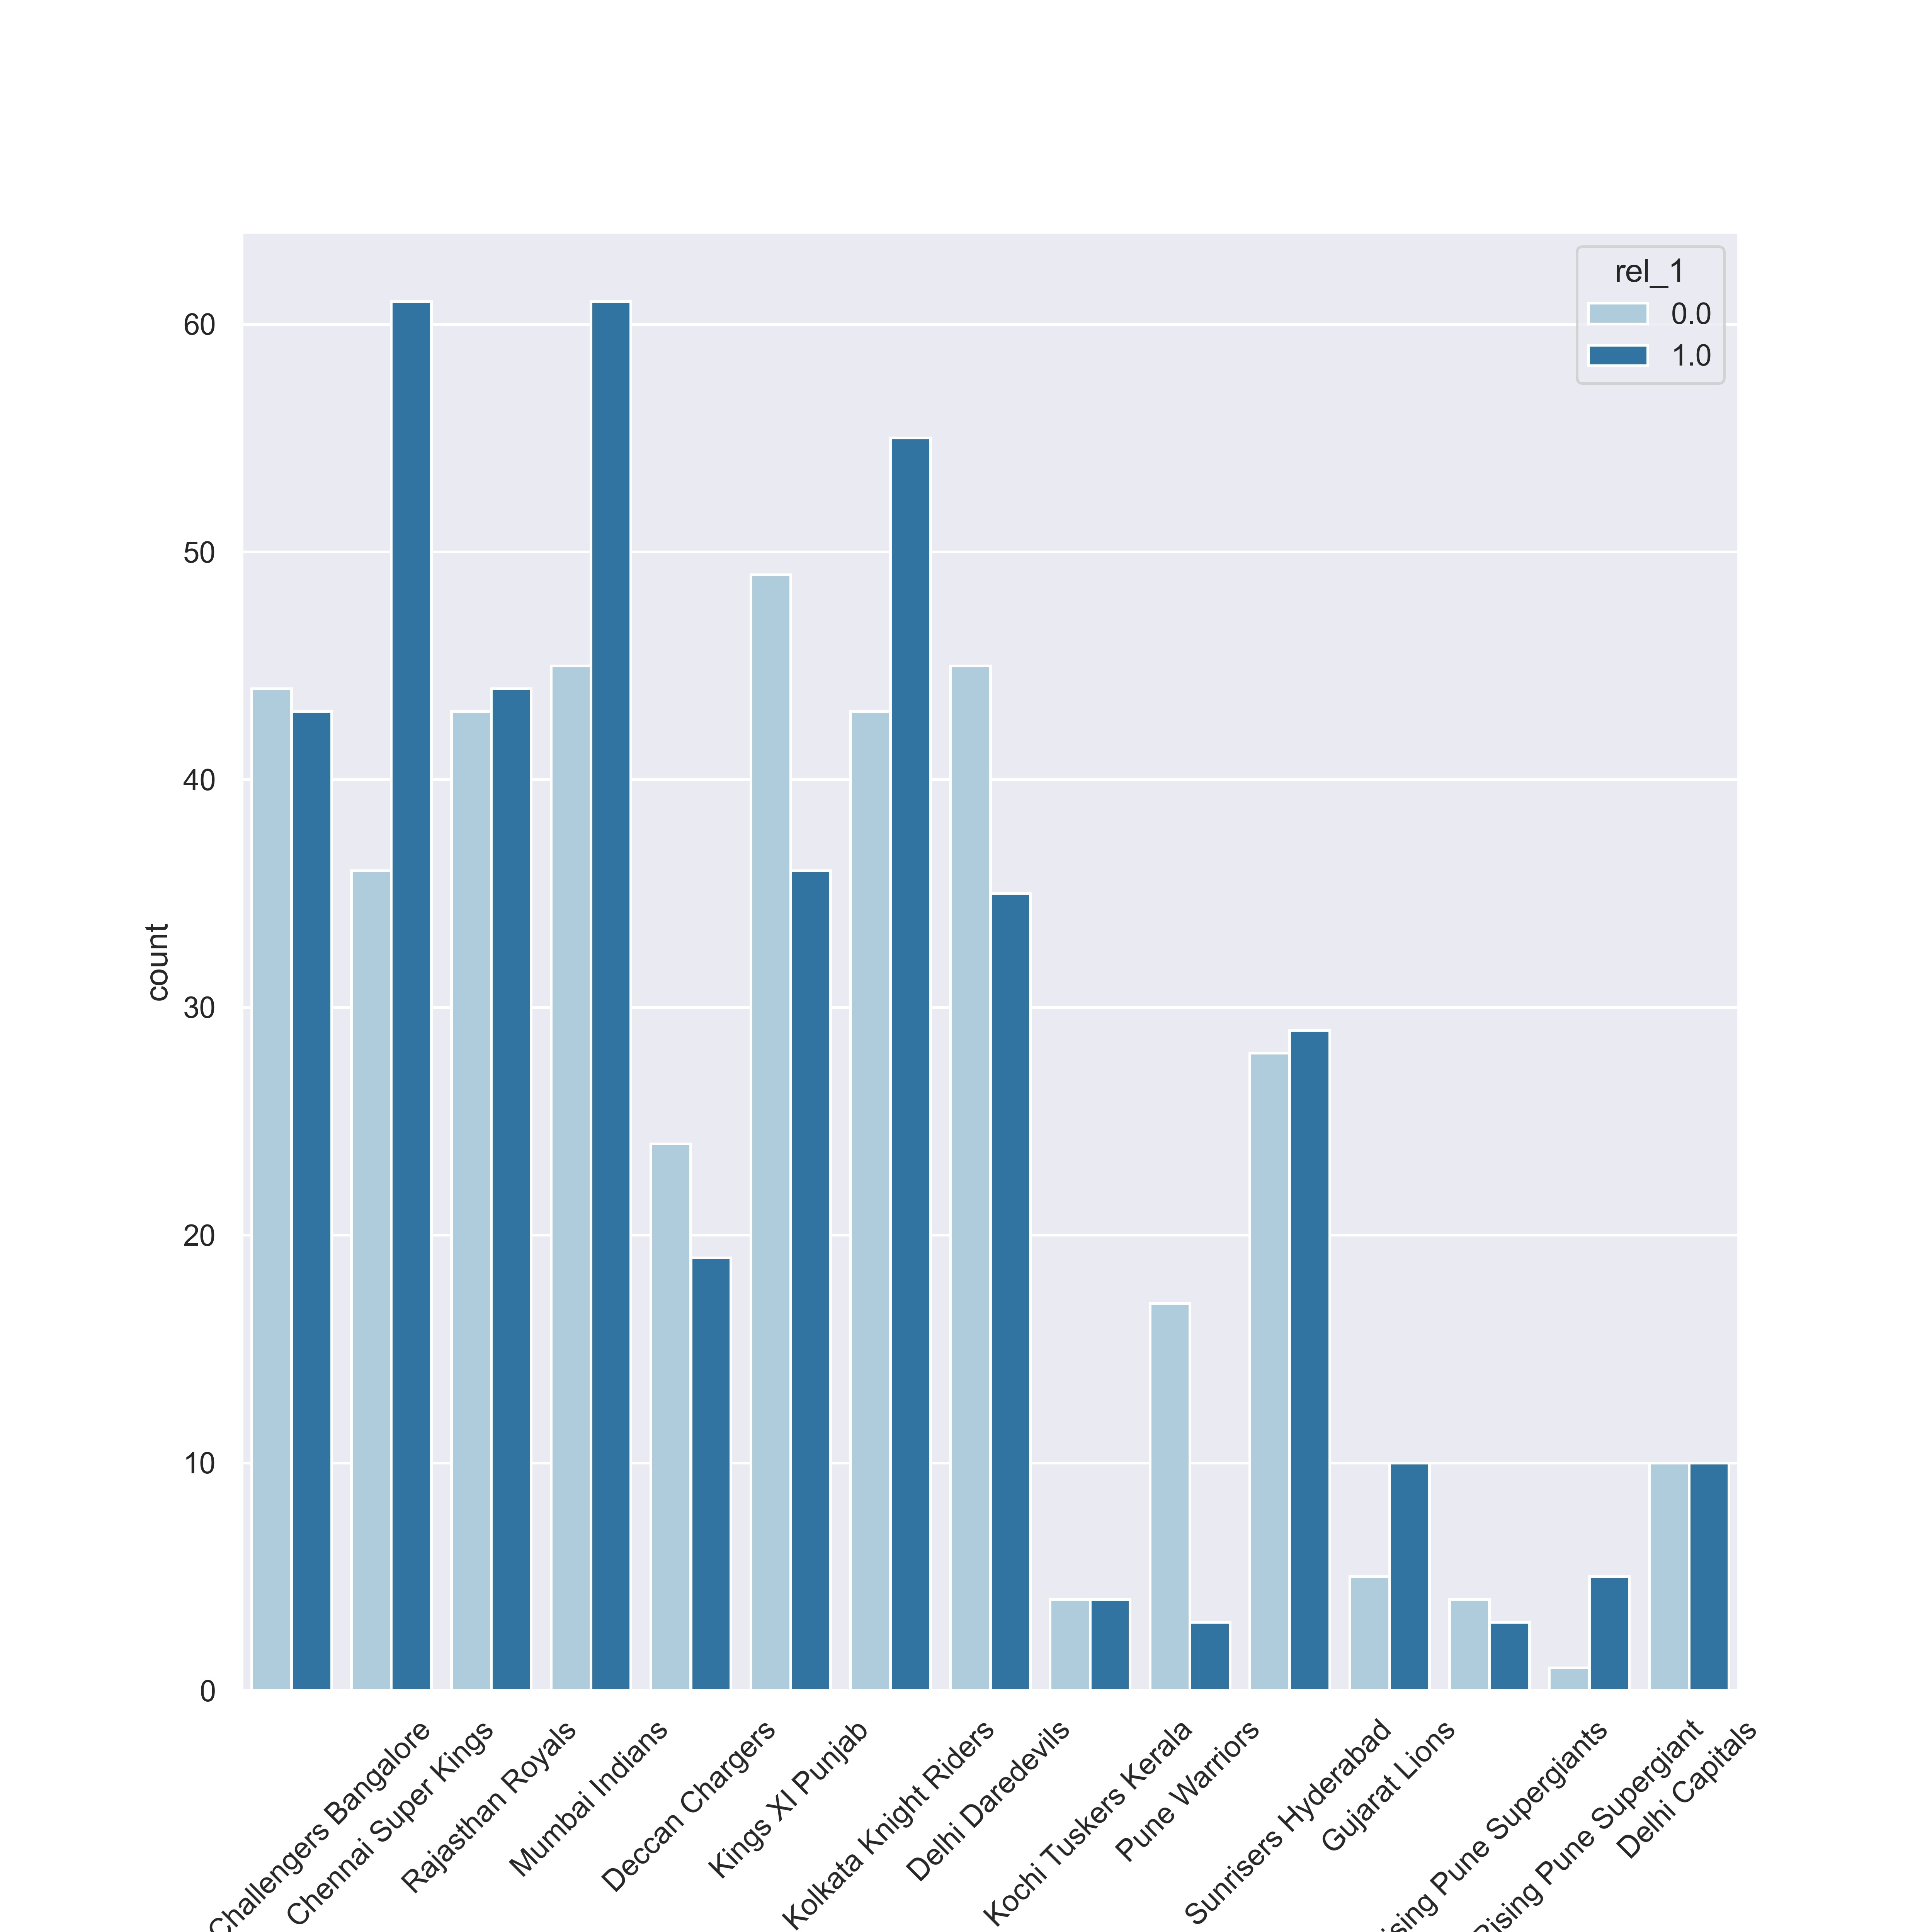 rel_1
0.0
1.0
60
50
40
30
20
10
0
count
Challengers Bangalore
Chennai Super Kings
Rajasthan Royals
Mumbai Indians
Deccan Chargers
Kings XI Punjab
Kolkata Knight Riders
Delhi Daredevils
Kochi Tuskers Kerala
Pune Warriors
Sunrisers Hyderabad
Gujarat Lions
Pune Supergiants
Rising Pune Supergiant
Delhi Capitals